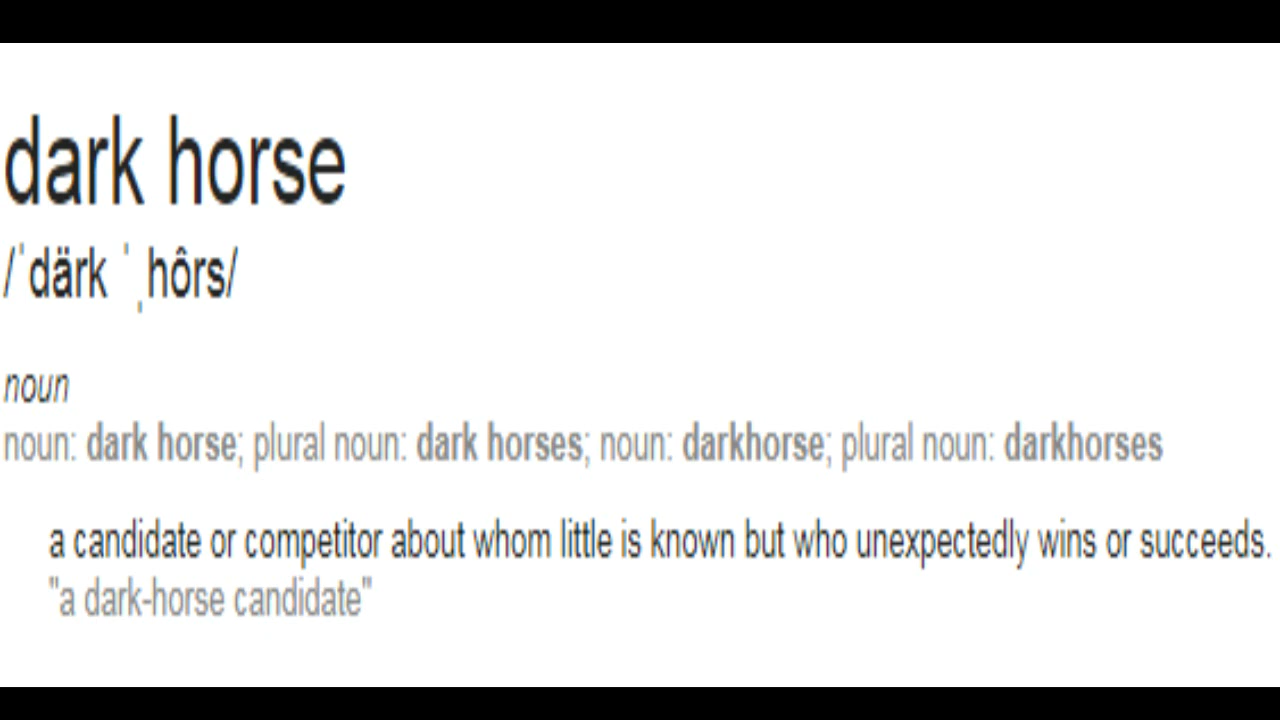 dark horse
/ˈdärk ˈˌhôrs/
noun
noun: dark horse; plural noun: dark horses; noun: darkhorse; plural noun: darkhorses
a candidate or competitor about whom little is known but who unexpectedly wins or succeeds.
"a dark-horse candidate"